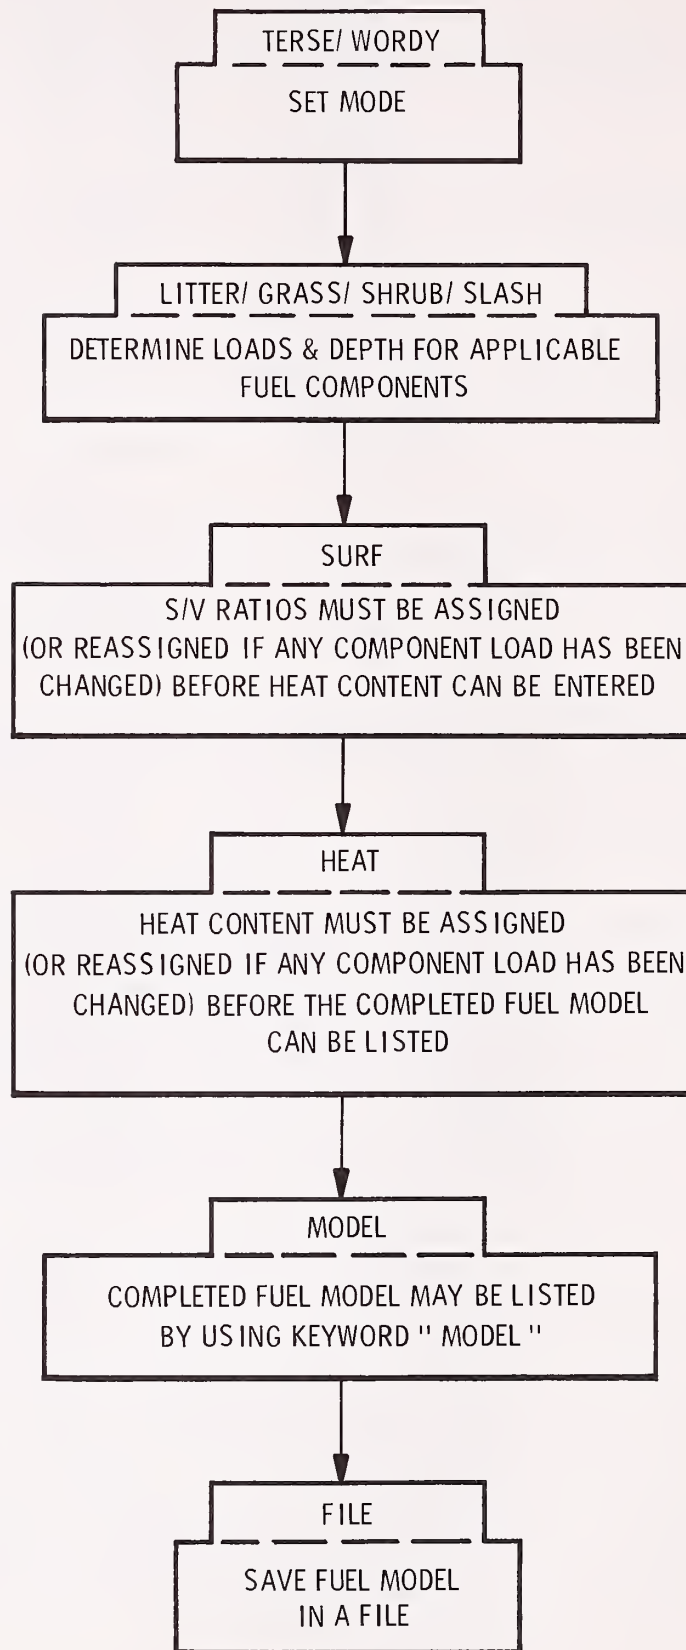 TERSE/ WORDY
SET MODE
LITTER/ GRASS/ SHRUB/ SLASH
DETERMINE LOADS & DEPTH FOR APPLICABLE
FUEL COMPONENTS
SURF
S/V RATIOS MUST BE ASSIGNED
(OR REASSIGNED IF ANY COMPONENT LOAD HAS BEEN
CHANGED) BEFORE HEAT CONTENT CAN BE ENTERED
HEAT
HEAT CONTENT MUST BE ASSIGNED
(OR REASSIGNED IF ANY COMPONENT LOAD HAS BEEN
CHANGED) BEFORE THE COMPLETED FUEL MODEL
CAN BE LISTED
MODEL
COMPLETED FUEL MODEL MAY BE LISTED
BY USING KEYWORD " MODEL "
FILE
SAVE FUEL MODEL
IN A FILE